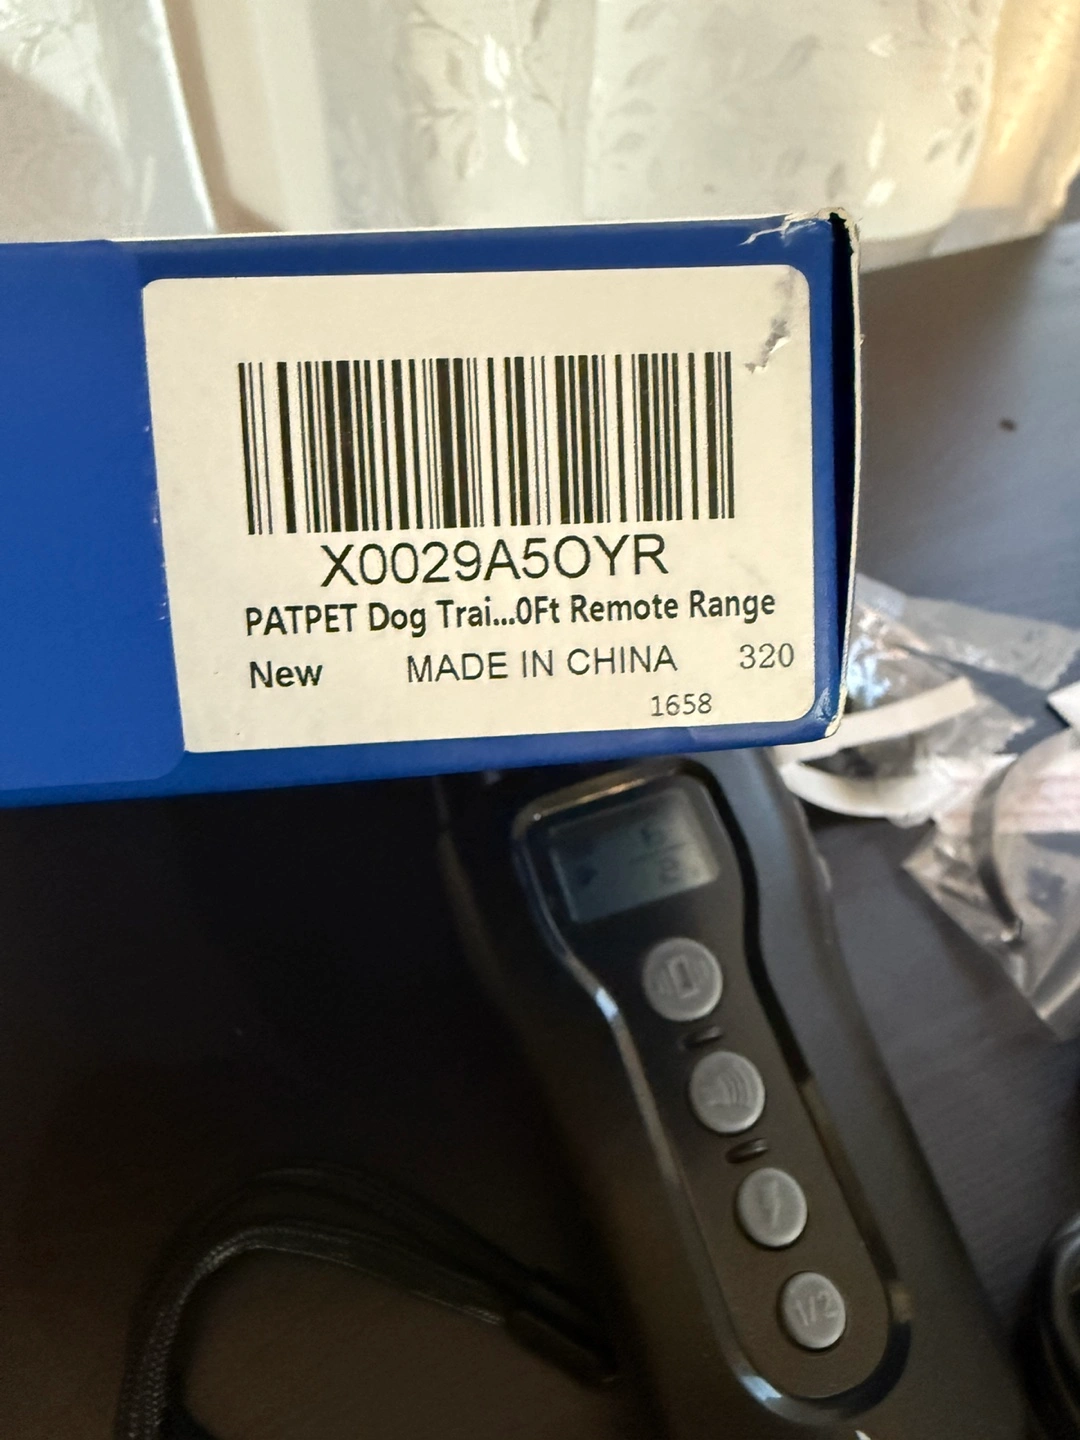 X0029A5OYR
PATPET Dog Trai...0Ft Remote Range
New MADE IN CHINA 320
1658
1/2